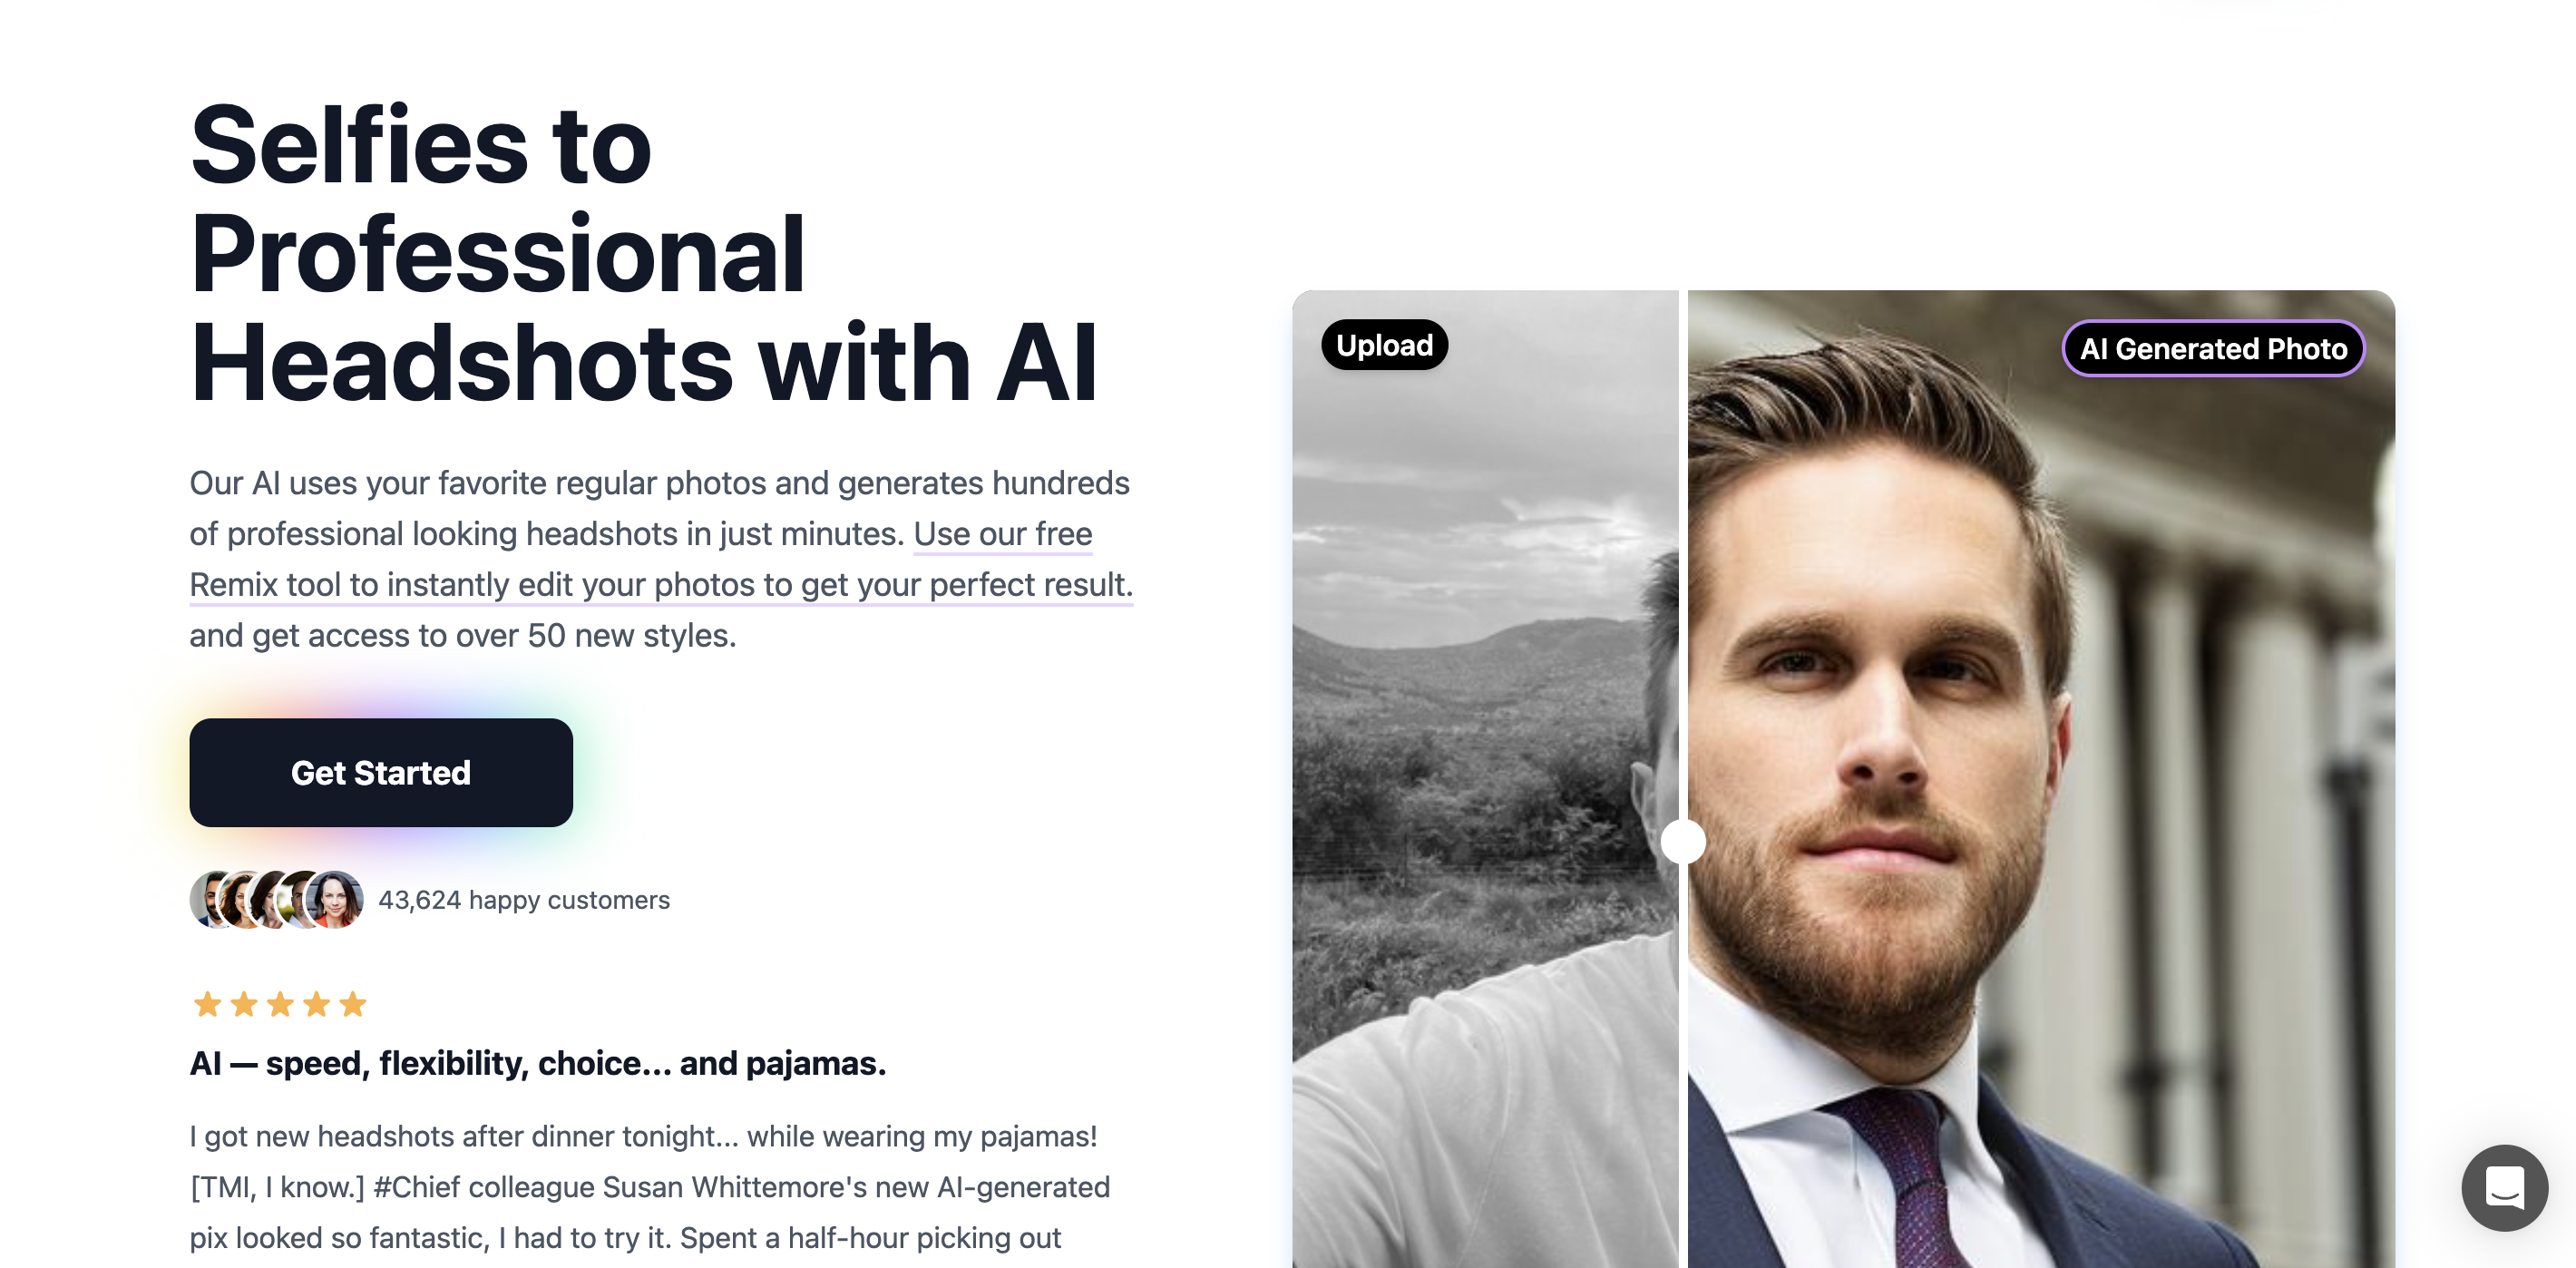 Selfies to
Professional
Headshots with AI
Our AI uses your favorite regular photos and generates hundreds
of professional looking headshots in just minutes. Use our free
Remix tool to instantly edit your photos to get your perfect result.
and get access to over 50 new styles.
Get Started
43,624 happy customers
AI — speed, flexibility, choice... and pajamas.
I got new headshots after dinner tonight... while wearing my pajamas!
[TMI, I know.] #Chief colleague Susan Whittemore's new AI-generated
pix looked so fantastic, I had to try it. Spent a half-hour picking out
Upload
AI Generated Photo